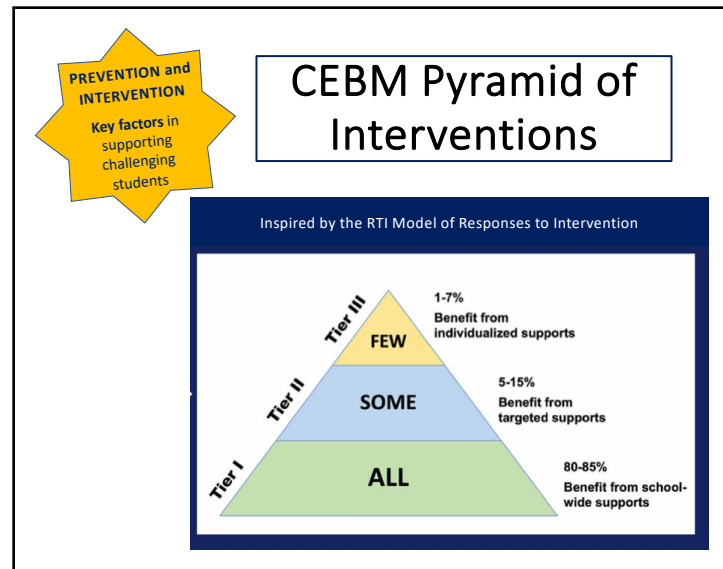 PREVENTION and
INTERVENTION
Key factors in
supporting
challenging
students
CEBM Pyramid of
Interventions
Inspired by the RTI Model of Responses to Intervention
Tier III
FEW
1-7%
Benefit from
individualized supports
Tier II
SOME
5-15%
Benefit from
targeted supports
Tier I
ALL
80-85%
Benefit from school-
wide supports